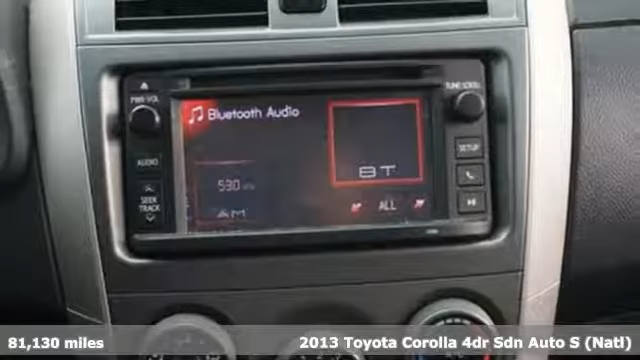 PWR·VOL
TUNE·SCROLL
Bluetooth Audio
AUDIO
SETUP
530
BT
SEEK
TRACK
AM
ALL
81,130 miles
2013 Toyota Corolla 4dr Sdn Auto S (Natl)